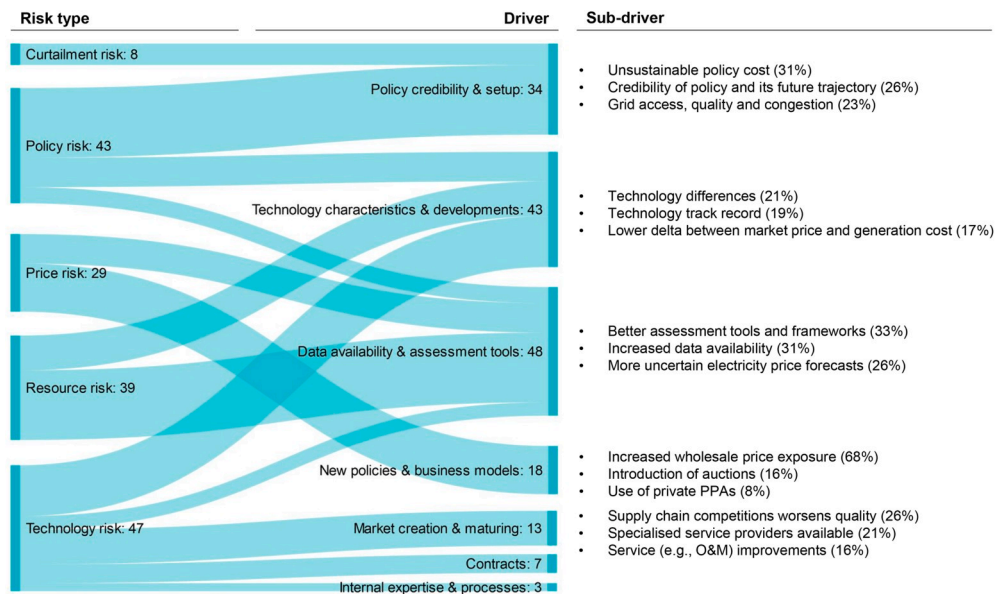 Risk type
Driver
Sub-driver
Curtailment risk: 8
Policy risk: 43
Price risk: 29
Resource risk: 39
Technology risk: 47
Policy credibility & setup: 34
Technology characteristics & developments: 43
Data availability & assessment tools: 48
New policies & business models: 18
Market creation & maturing: 13
Contracts: 7
Internal expertise & processes: 3
• Unsustainable policy cost (31%)
• Credibility of policy and its future trajectory (26%)
• Grid access, quality and congestion (23%)
• Technology differences (21%)
• Technology track record (19%)
• Lower delta between market price and generation cost (17%)
• Better assessment tools and frameworks (33%)
• Increased data availability (31%)
• More uncertain electricity price forecasts (26%)
• Increased wholesale price exposure (68%)
• Introduction of auctions (16%)
• Use of private PPAs (8%)
• Supply chain competitions worsens quality (26%)
• Specialised service providers available (21%)
• Service (e.g., O&M) improvements (16%)